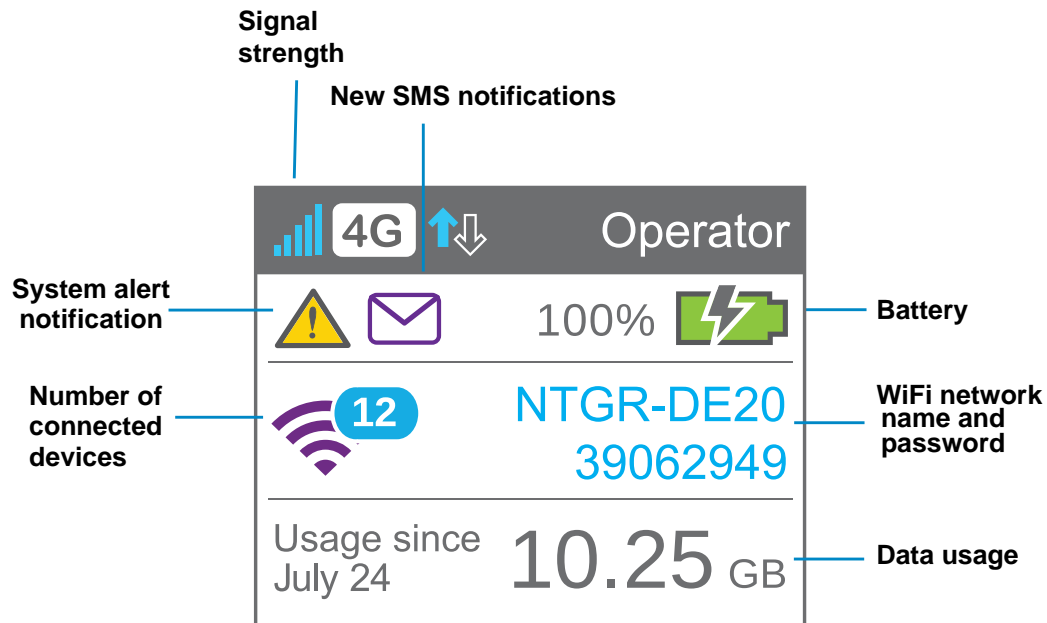 Signal
strength
New SMS notifications
4G
Operator
System alert
notification
!
100%
Battery
Number of
connected
devices
12
NTGR-DE20
39062949
WiFi network
name and
password
Usage since
July 24
10.25 GB
Data usage